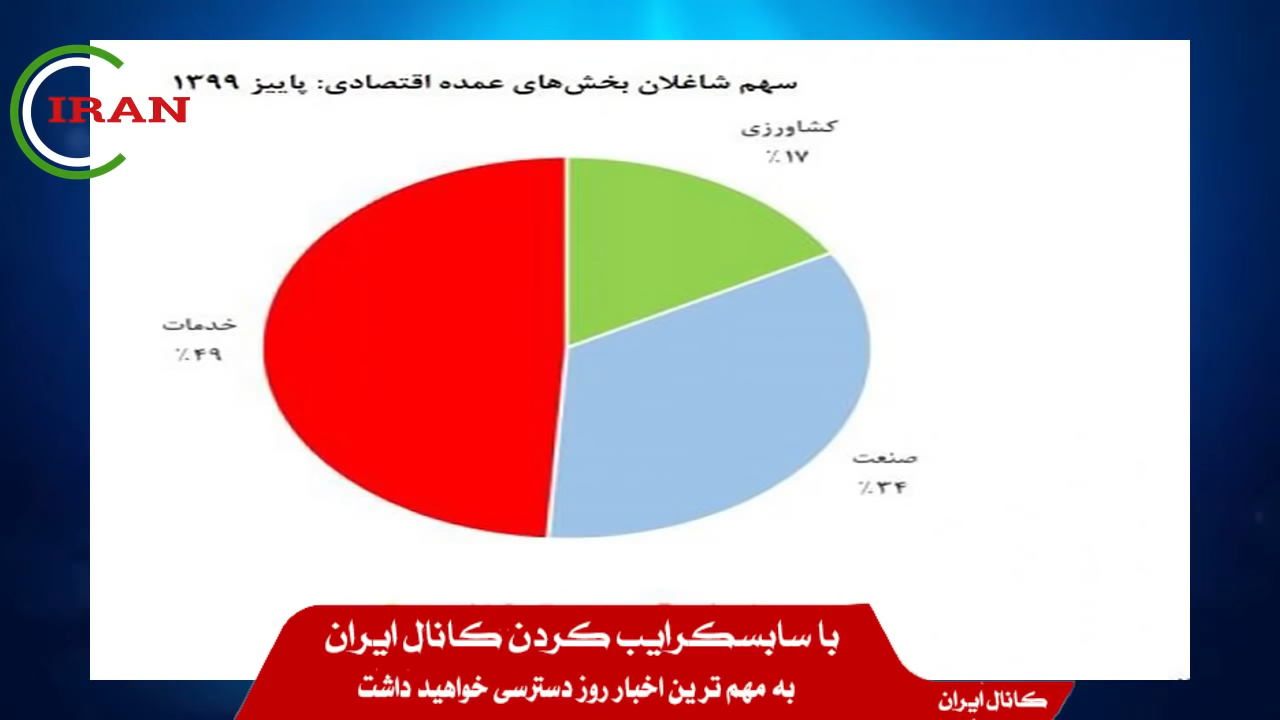 IRAN
سهم شاغلان بخش‌های عمده اقتصادی: پاییز ۱۳۹۹
کشاورزی
٪۱۷
خدمات
٪۴۹
صنعت
٪۳۴
با سابسکرایب کردن کانال ایران
به مهم ترین اخبار روز دسترسی خواهید داشت
کانال ایران